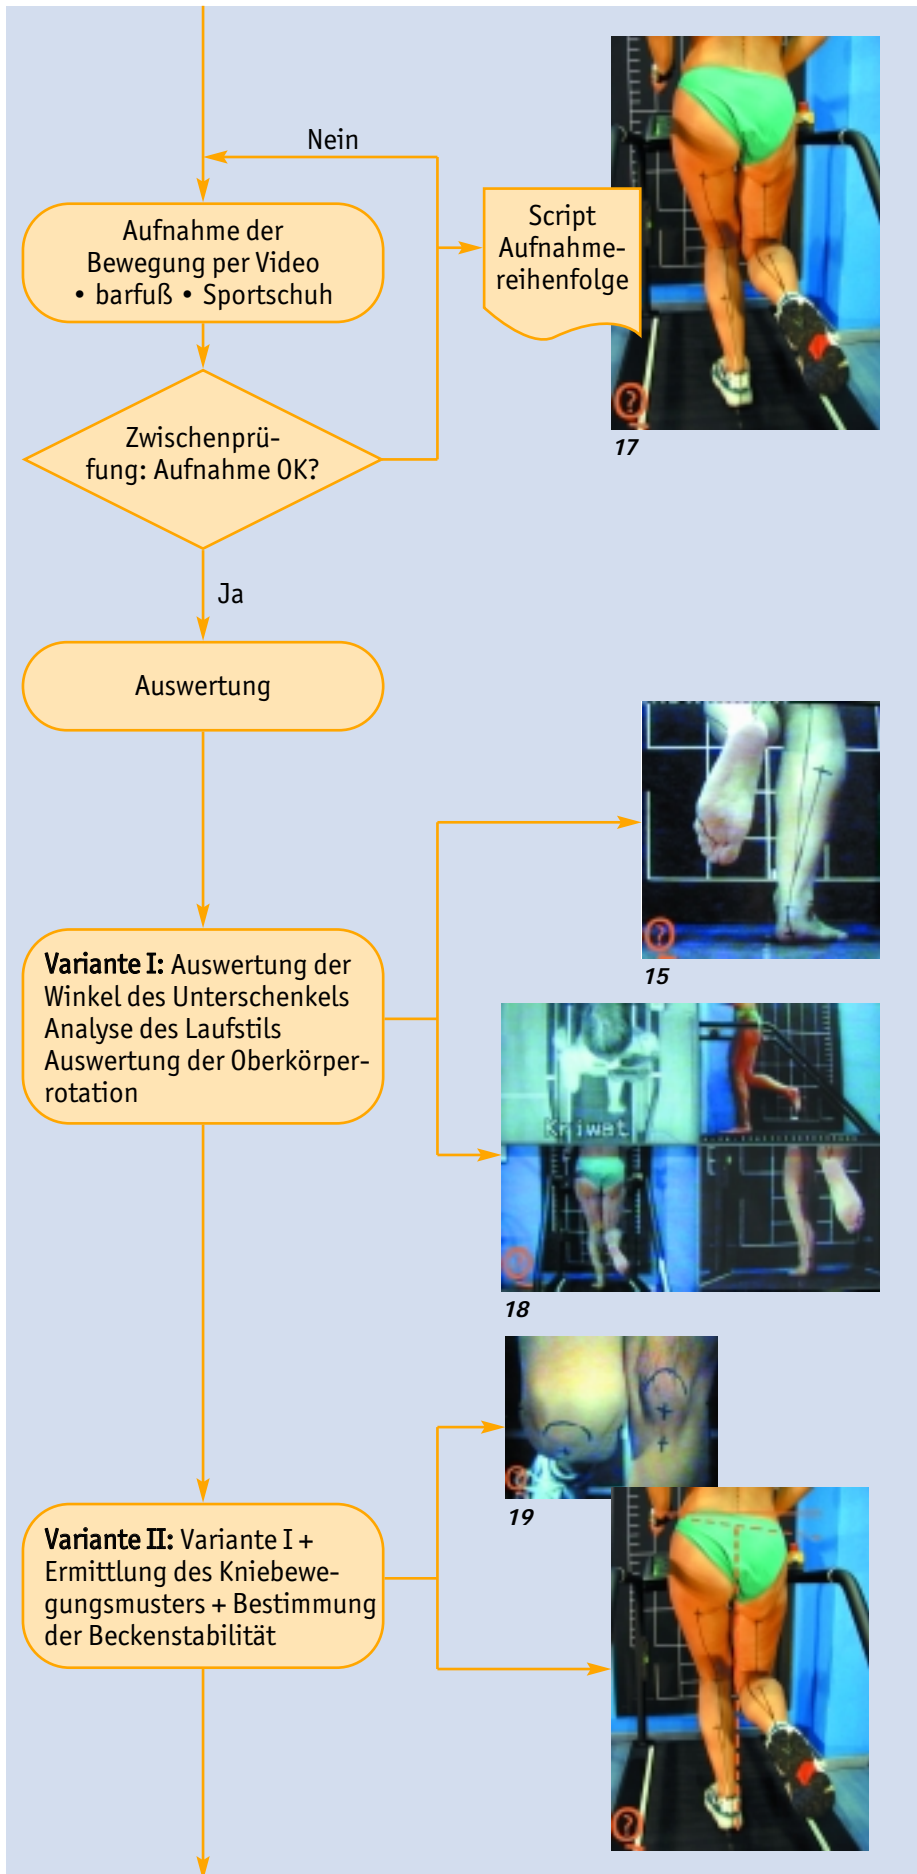 Nein
Aufnahme der
Bewegung per Video
• barfuß • Sportschuh
Script
Aufnahme-
reihenfolge
?
17
Zwischenprü-
fung: Aufnahme OK?
Ja
Auswertung
?
15
Variante I: Auswertung der
Winkel des Unterschenkels
Analyse des Laufstils
Auswertung der Oberkörper-
rotation
Kriwat
18
?
19
Variante II: Variante I +
Ermittlung des Kniebewe-
gungsmusters + Bestimmung
der Beckenstabilität
?